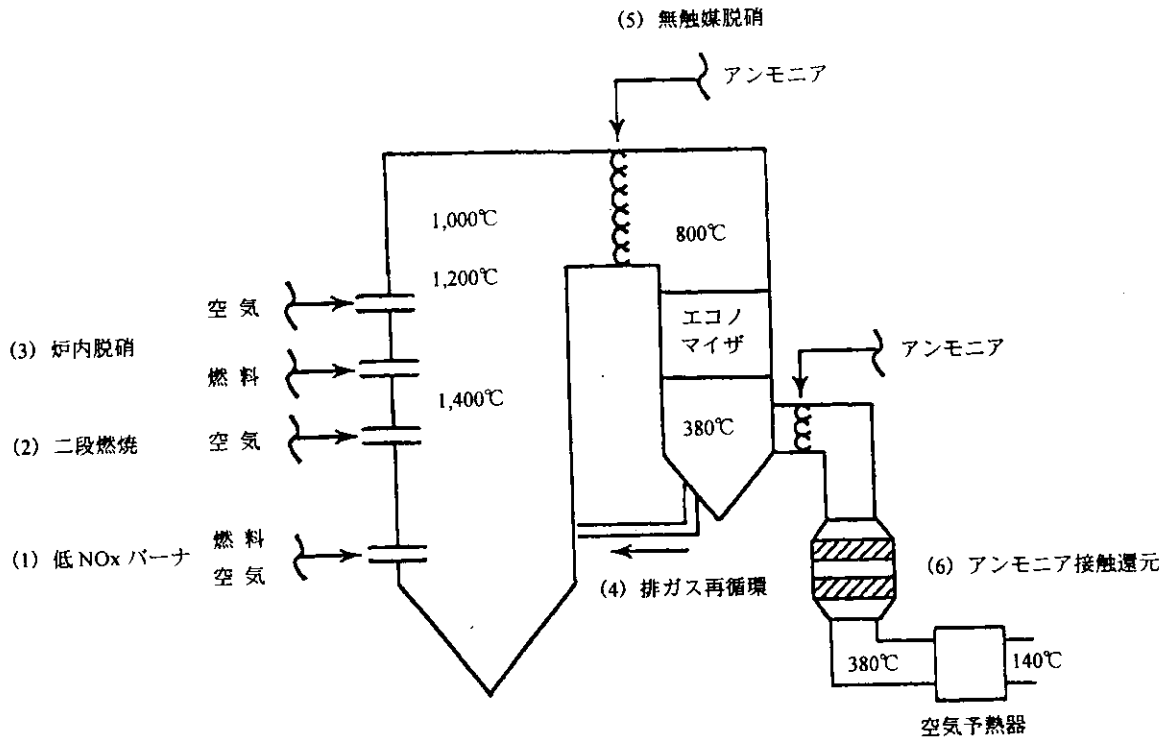 (5) 無触媒脱硝
アンモニア
1,000℃
800℃
1,200℃
空 気
エコノ
マイザ
(3) 炉内脱硝
アンモニア
燃 料
1,400℃
380℃
(2) 二段燃焼
空 気
燃 料
(1) 低 NOx バーナ
空 気
(4) 排ガス再循環
(6) アンモニア接触還元
380℃
140℃
空気予熱器